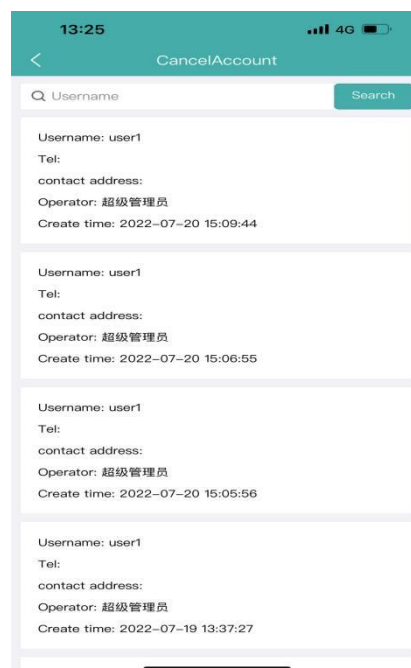 13:25
4G
CancelAccount
Username
Search
Username: user1
Tel:
contact address:
Operator: 超级管理员
Create time: 2022-07-20 15:09:44
Username: user1
Tel:
contact address:
Operator: 超级管理员
Create time: 2022-07-20 15:06:55
Username: user1
Tel:
contact address:
Operator: 超级管理员
Create time: 2022-07-20 15:05:56
Username: user1
Tel:
contact address:
Operator: 超级管理员
Create time: 2022-07-19 13:37:27